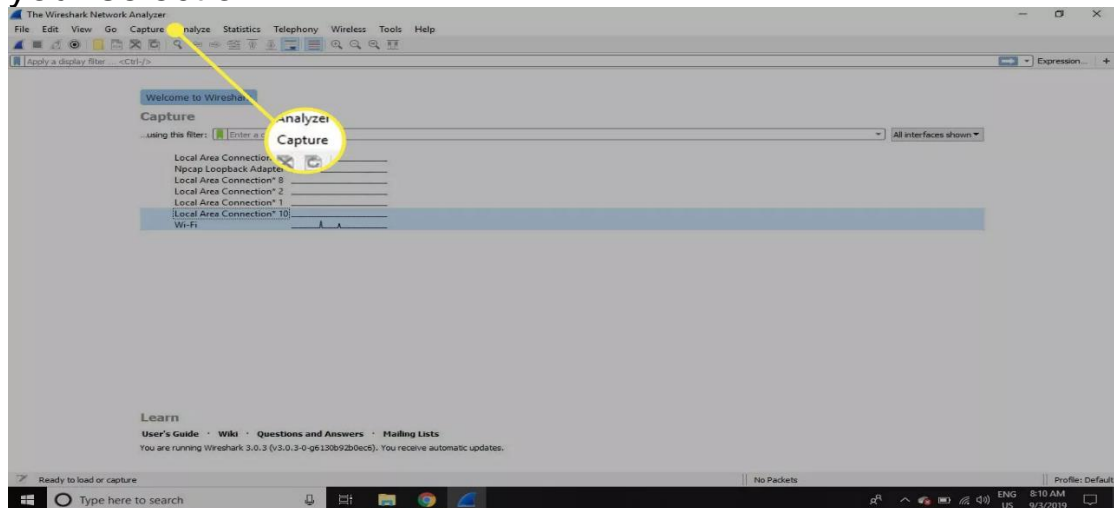 The Wireshark Network Analyzer
File Edit View Go Capture Analyze Statistics Telephony Wireless Tools Help
Apply a display filter ... <Ctrl-/>
Expression... +
Welcome to Wireshark
Capture
...using this filter: Enter a c
All interfaces shown
Analyzer
Capture
Local Area Connection
Npcap Loopback Adapter
Local Area Connection* 8
Local Area Connection* 2
Local Area Connection* 1
Local Area Connection* 10
Wi-Fi
Learn
User's Guide · Wiki · Questions and Answers · Mailing Lists
You are running Wireshark 3.0.3 (v3.0.3-0-g6130b92b0ec6). You receive automatic updates.
Ready to load or capture
No Packets
Profile: Default
Type here to search
ENG
US
8:10 AM
9/3/2019